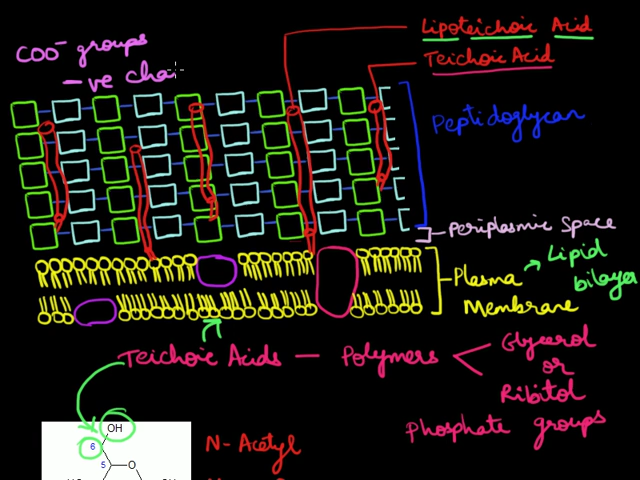 Lipoteichoic Acid
COO⁻ groups
Teichoic Acid
-ve cha
Peptidoglycan
Periplasmic Space
Lipid
bilayer
Plasma
Membrane
Teichoic Acids — Polymers
Glycerol
or
Ribitol
Phosphate groups
OH
6
N-Acetyl
5
O